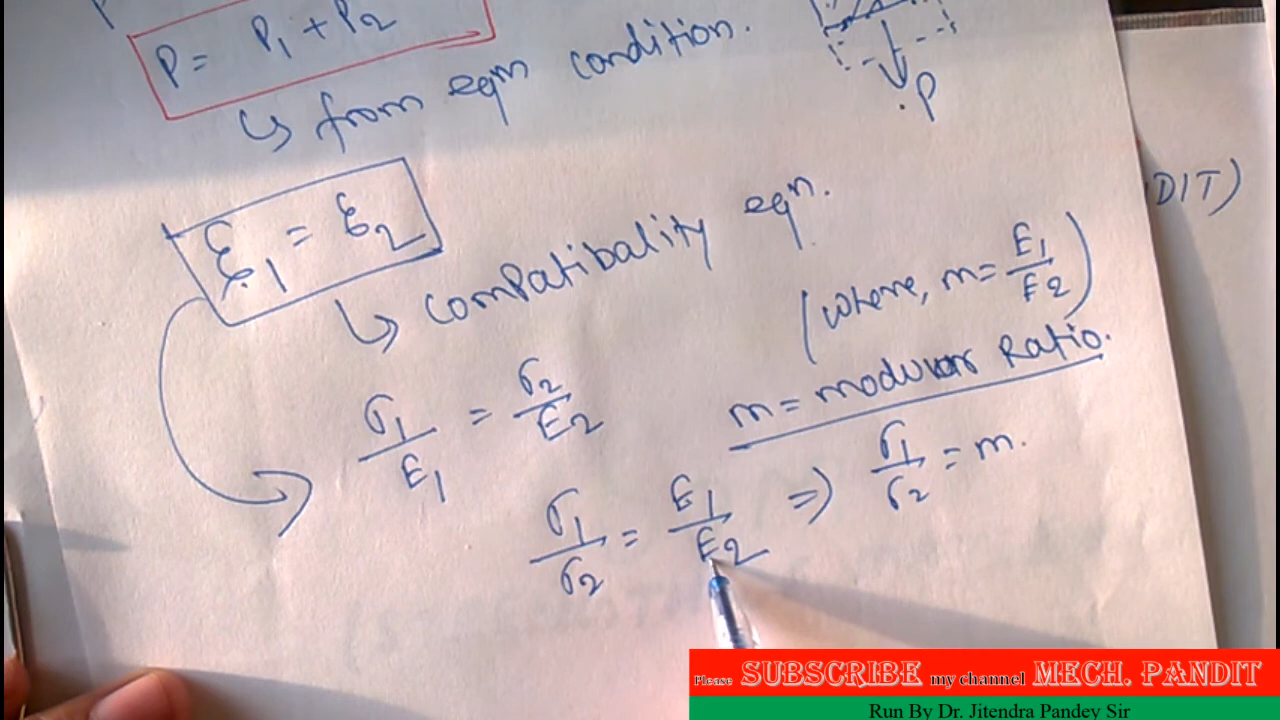 P = P1 + P2
↳ from eqn condition.
P
ε1 = ε2
↳ Compatibality eqn.
DIT)
(where, m = E1/E2)
m = modular Ratio.
σ1/E1 = σ2/E2
σ1/σ2 = E1/E2 ⇒ σ1/σ2 = m.
Please SUBSCRIBE my channel MECH. PANDIT
Run By Dr. Jitendra Pandey Sir